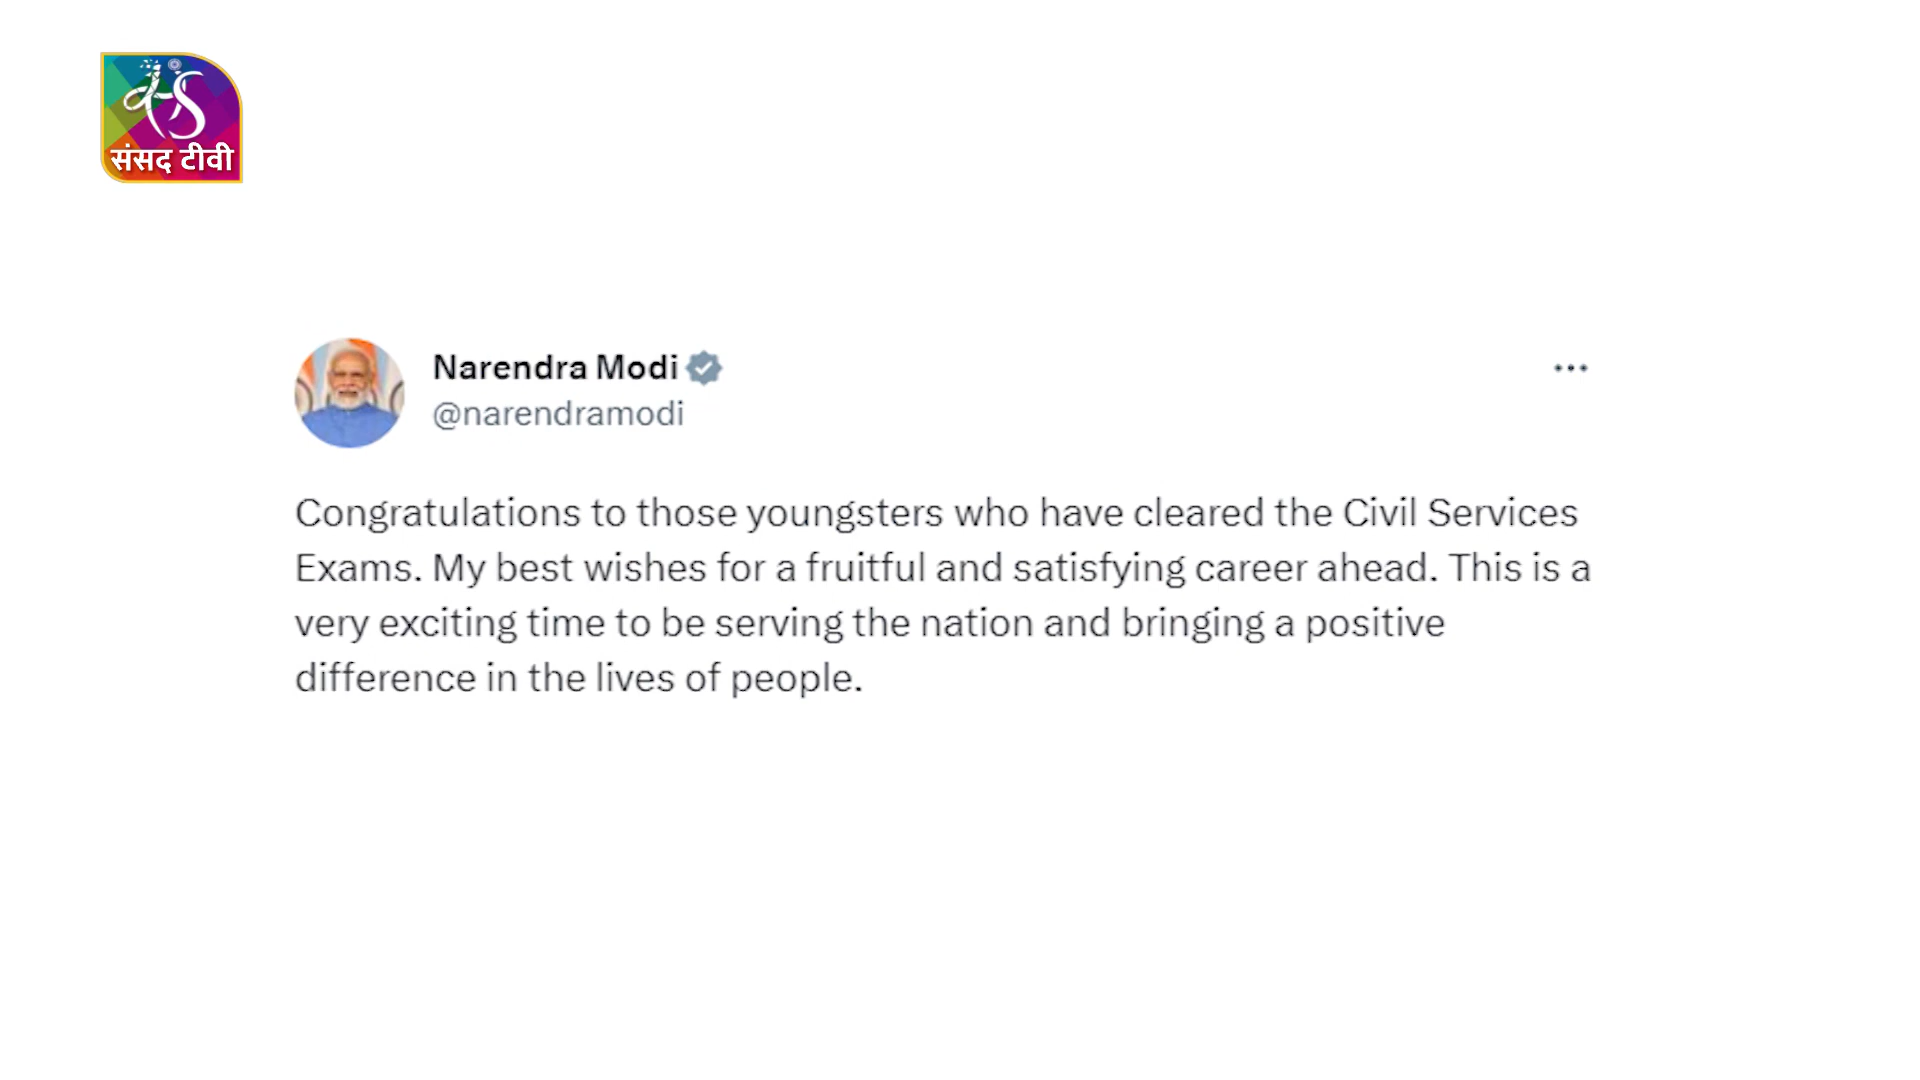 संसद टीवी
Narendra Modi
@narendramodi
Congratulations to those youngsters who have cleared the Civil Services
Exams. My best wishes for a fruitful and satisfying career ahead. This is a
very exciting time to be serving the nation and bringing a positive
difference in the lives of people.